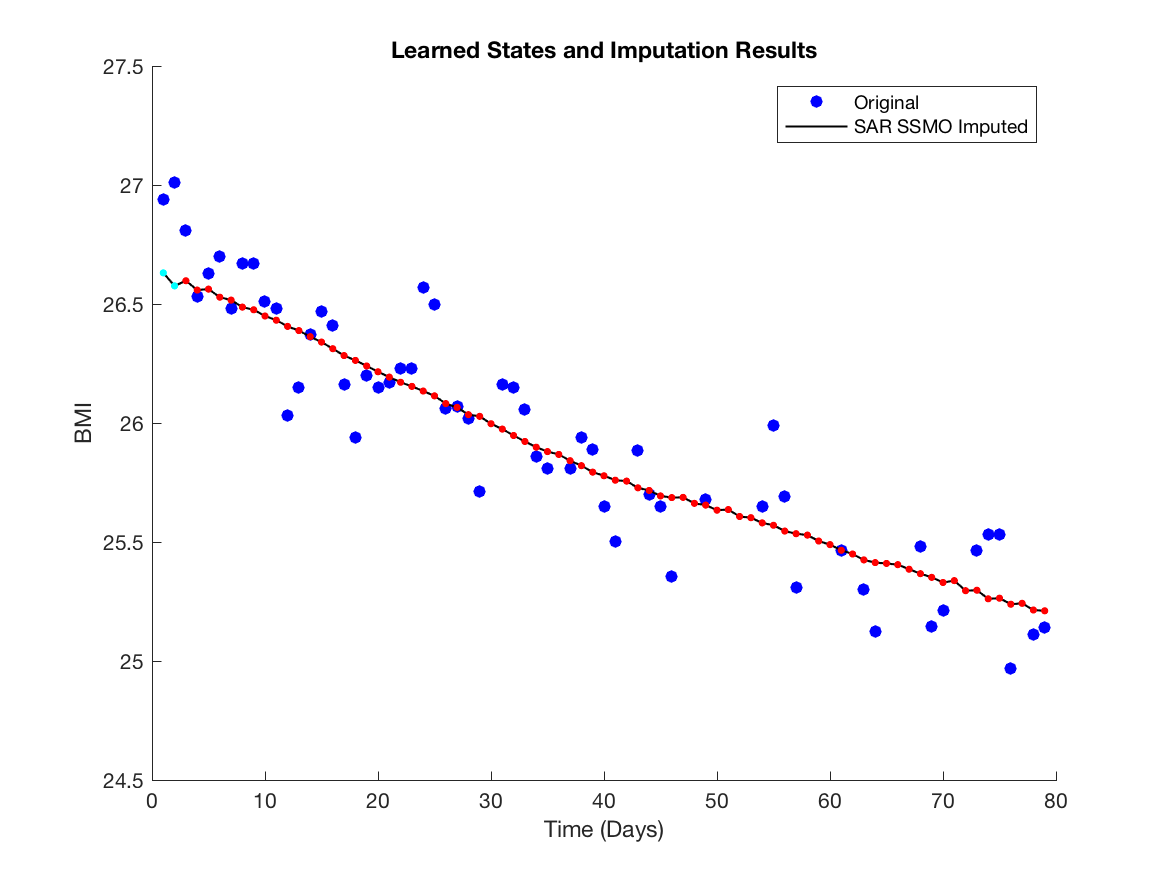 Learned States and Imputation Results
Original
SAR SSMO Imputed
BMI
27.5
27
26.5
26
25.5
25
24.5
0 10 20 30 40 50 60 70 80
Time (Days)